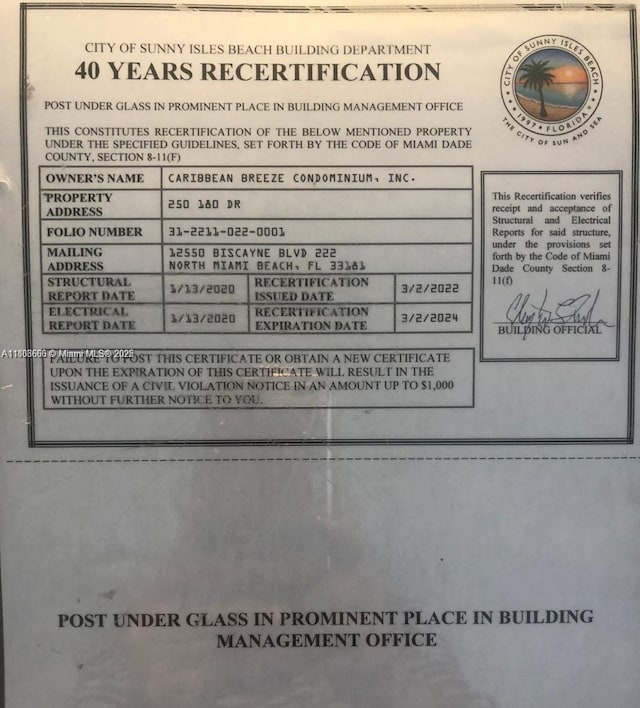 CITY OF SUNNY ISLES BEACH BUILDING DEPARTMENT
40 YEARS RECERTIFICATION
POST UNDER GLASS IN PROMINENT PLACE IN BUILDING MANAGEMENT OFFICE
THIS CONSTITUTES RECERTIFICATION OF THE BELOW MENTIONED PROPERTY
UNDER THE SPECIFIED GUIDELINES, SET FORTH BY THE CODE OF MIAMI DADE
COUNTY, SECTION 8-11(F)
CITY OF SUNNY ISLES BEACH
1997 • FLORIDA
THE CITY OF SUN AND SEA
OWNER'S NAME CARIBBEAN BREEZE CONDOMINIUM, INC.
PROPERTY
ADDRESS
250 180 DR
FOLIO NUMBER 31-2211-022-0001
MAILING
ADDRESS
12550 BISCAYNE BLVD 222
NORTH MIAMI BEACH, FL 33181
STRUCTURAL
REPORT DATE
1/13/2020
RECERTIFICATION
ISSUED DATE
3/2/2022
ELECTRICAL
REPORT DATE
1/13/2020
RECERTIFICATION
EXPIRATION DATE
3/2/2024
This Recertification verifies
receipt and acceptance of
Structural and Electrical
Reports for said structure,
under the provisions set
forth by the Code of Miami
Dade County Section 8-
11(f)
BUILDING OFFICIAL
© Miami MLS® 2025
FAILURE TO POST THIS CERTIFICATE OR OBTAIN A NEW CERTIFICATE
UPON THE EXPIRATION OF THIS CERTIFICATE WILL RESULT IN THE
ISSUANCE OF A CIVIL VIOLATION NOTICE IN AN AMOUNT UP TO $1,000
WITHOUT FURTHER NOTICE TO YOU.
POST UNDER GLASS IN PROMINENT PLACE IN BUILDING
MANAGEMENT OFFICE